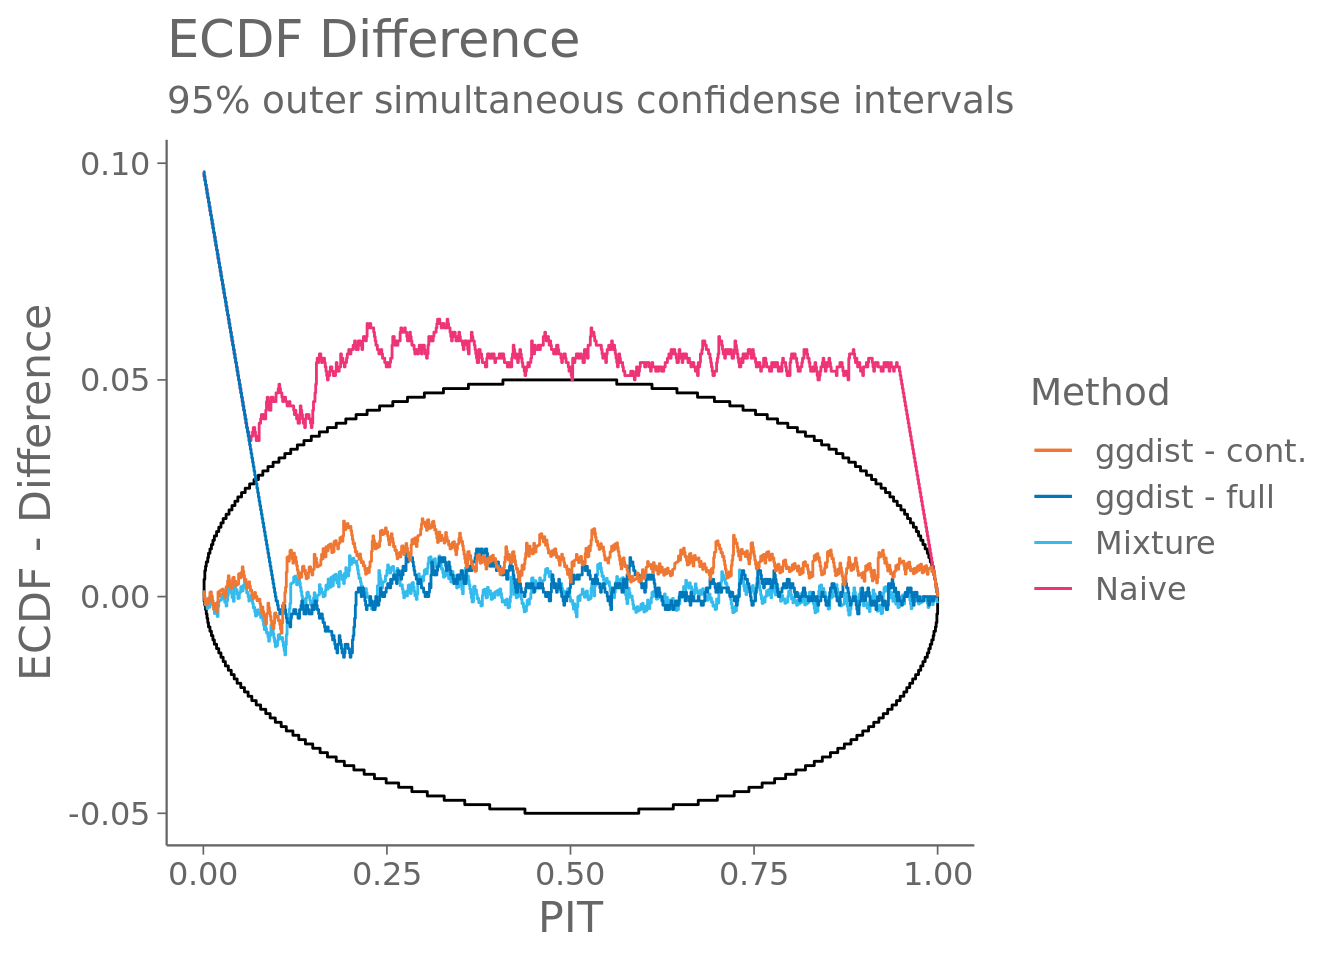 ECDF Difference
95% outer simultaneous confidense intervals
ECDF - Difference
0.10
0.05
0.00
-0.05
0.00 0.25 0.50 0.75 1.00
PIT
Method
ggdist - cont.
ggdist - full
Mixture
Naive